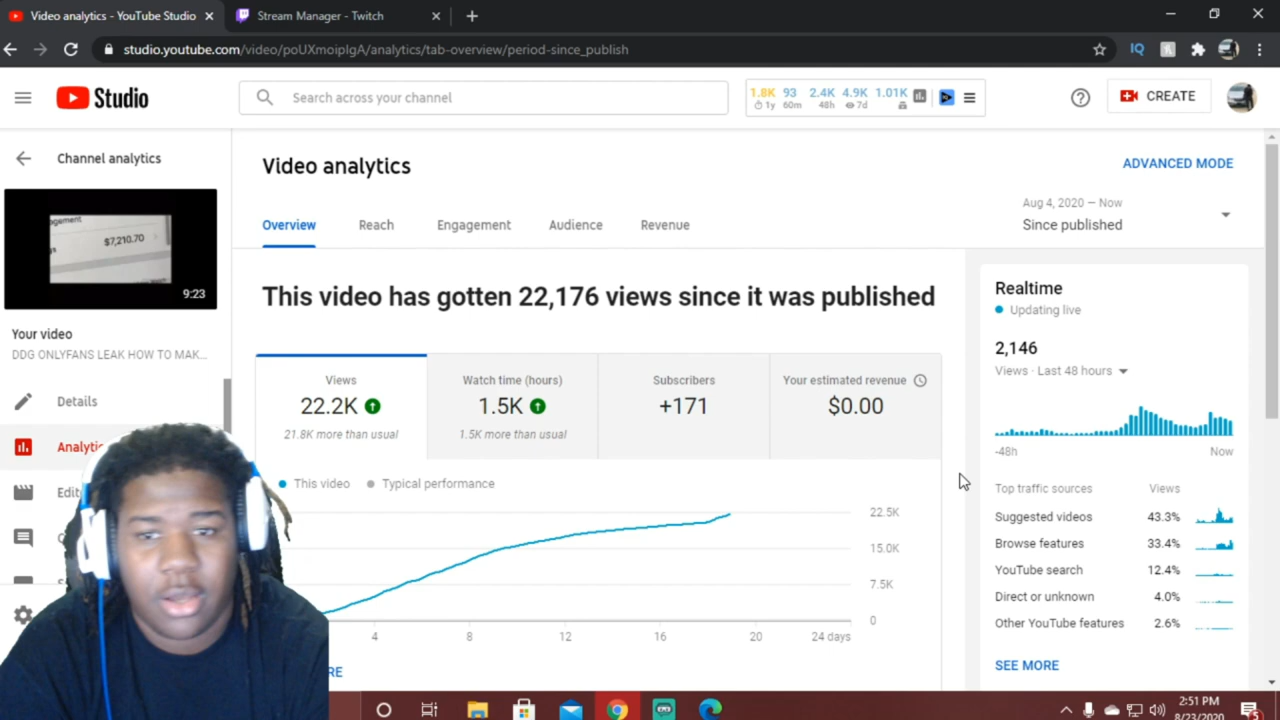 Video analytics - YouTube Studio
Stream Manager - Twitch
studio.youtube.com/video/poUXmoipIgA/analytics/tab-overview/period-since_publish
IQ
Studio
Search across your channel
1.8K 93 2.4K 4.9K 1.01K
1y 60m 48h 7d
CREATE
Channel analytics
$7,210.70
9:23
Your video
DDG ONLYFANS LEAK HOW TO MAK...
Details
Video analytics
ADVANCED MODE
Overview
Reach
Engagement
Audience
Revenue
Aug 4, 2020 – Now
Since published
This video has gotten 22,176 views since it was published
Views
22.2K
21.8K more than usual
Watch time (hours)
1.5K
1.5K more than usual
Subscribers
+171
Your estimated revenue
$0.00
This video
Typical performance
22.5K
15.0K
7.5K
0
4
8
12
16
20
24 days
Realtime
Updating live
2,146
Views · Last 48 hours
-48h
Now
Top traffic sources
Views
Suggested videos 43.3%
Browse features 33.4%
YouTube search 12.4%
Direct or unknown 4.0%
Other YouTube features 2.6%
SEE MORE
2:51 PM
8/23/2020
5